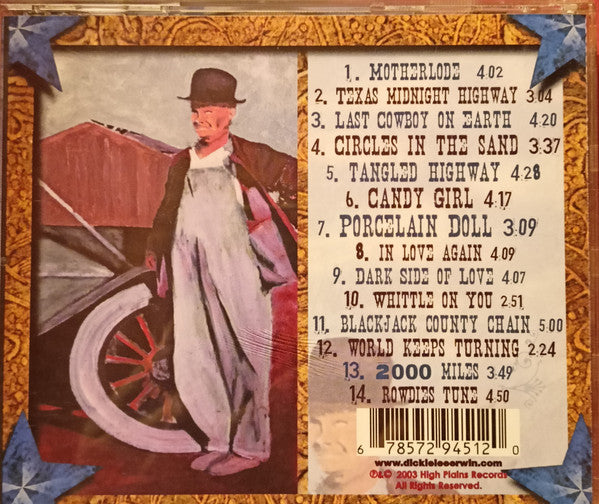 1. MOTHERLODE 4:02
2. TEXAS MIDNIGHT HIGHWAY 3:04
3. LAST COWBOY ON EARTH 4:20
4. CIRCLES IN THE SAND 3:37
5. TANGLED HIGHWAY 4:28
6. CANDY GIRL 4:17
7. PORCELAIN DOLL 3:09
8. IN LOVE AGAIN 4:09
9. DARK SIDE OF LOVE 4:07
10. WHITTLE ON YOU 2:51
11. BLACKJACK COUNTY CHAIN 5:00
12. WORLD KEEPS TURNING 2:24
13. 2000 MILES 3:49
14. ROWDIES TUNE 4:50
6 78572 94512 0
www.dickieleeerwin.com
℗&© 2003 High Plains Records
All Rights Reserved.